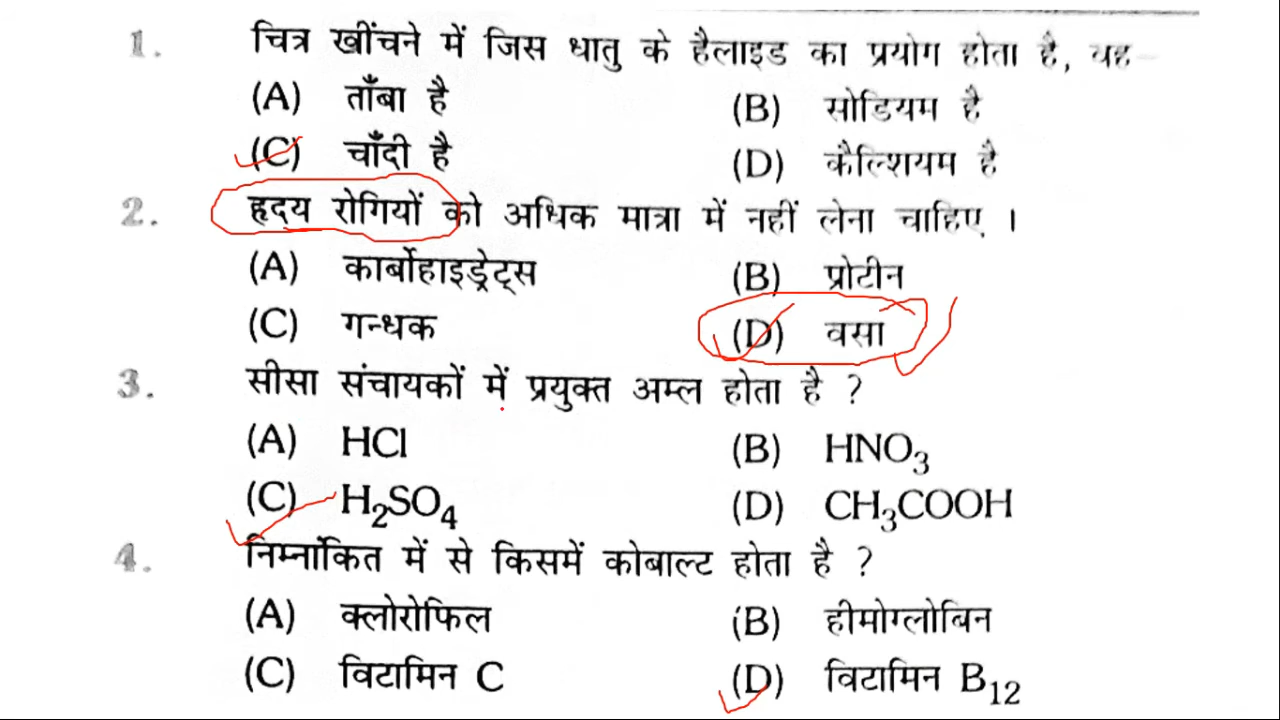 1. चित्र खींचने में जिस धातु के हैलाइड का प्रयोग होता है, यह
(A) ताँबा है (B) सोडियम है
(C) चाँदी है (D) कैल्शियम है
2. हृदय रोगियों को अधिक मात्रा में नहीं लेना चाहिए ।
(A) कार्बोहाइड्रेट्स (B) प्रोटीन
(C) गन्धक (D) वसा
3. सीसा संचायकों में प्रयुक्त अम्ल होता है ?
(A) HCl (B) HNO₃
(C) H₂SO₄ (D) CH₃COOH
4. निम्नांकित में से किसमें कोबाल्ट होता है ?
(A) क्लोरोफिल (B) हीमोग्लोबिन
(C) विटामिन C (D) विटामिन B₁₂